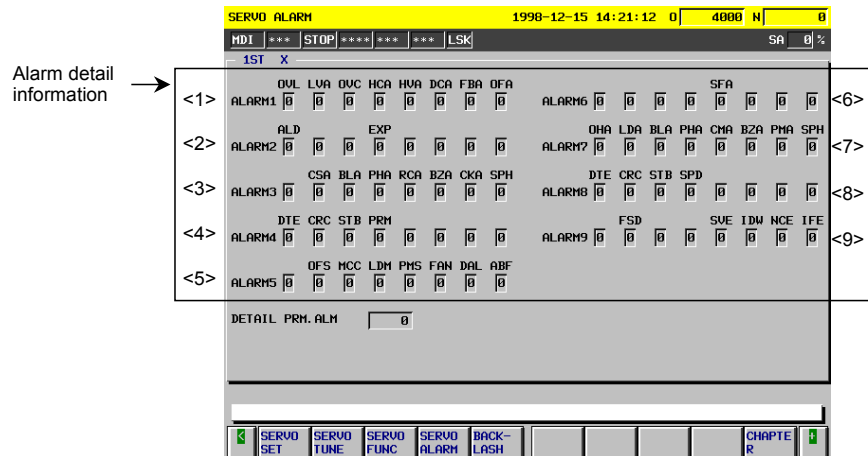 SERVO ALARM 1998-12-15 14:21:12 O 4000 N 0
MDI *** STOP **** *** *** LSK SA 0 %
1ST X
Alarm detail
information
OVL LVA OVC HCA HVA DCA FBA OFA SFA
<1> ALARM1 0 0 0 0 0 0 0 0 ALARM6 0 0 0 0 0 0 0 0 <6>
ALD EXP OHA LDA BLA PHA CMA BZA PMA SPH
<2> ALARM2 0 0 0 0 0 0 0 0 ALARM7 0 0 0 0 0 0 0 0 <7>
CSA BLA PHA RCA BZA CKA SPH DTE CRC STB SPD
<3> ALARM3 0 0 0 0 0 0 0 0 ALARM8 0 0 0 0 0 0 0 0 <8>
DTE CRC STB PRM FSD SVE IDW NCE IFE
<4> ALARM4 0 0 0 0 0 0 0 0 ALARM9 0 0 0 0 0 0 0 0 <9>
OFS MCC LDM PMS FAN DAL ABF
<5> ALARM5 0 0 0 0 0 0 0 0
DETAIL PRM.ALM 0
< SERVO SERVO SERVO SERVO BACK- CHAPTE +
SET TUNE FUNC ALARM LASH R